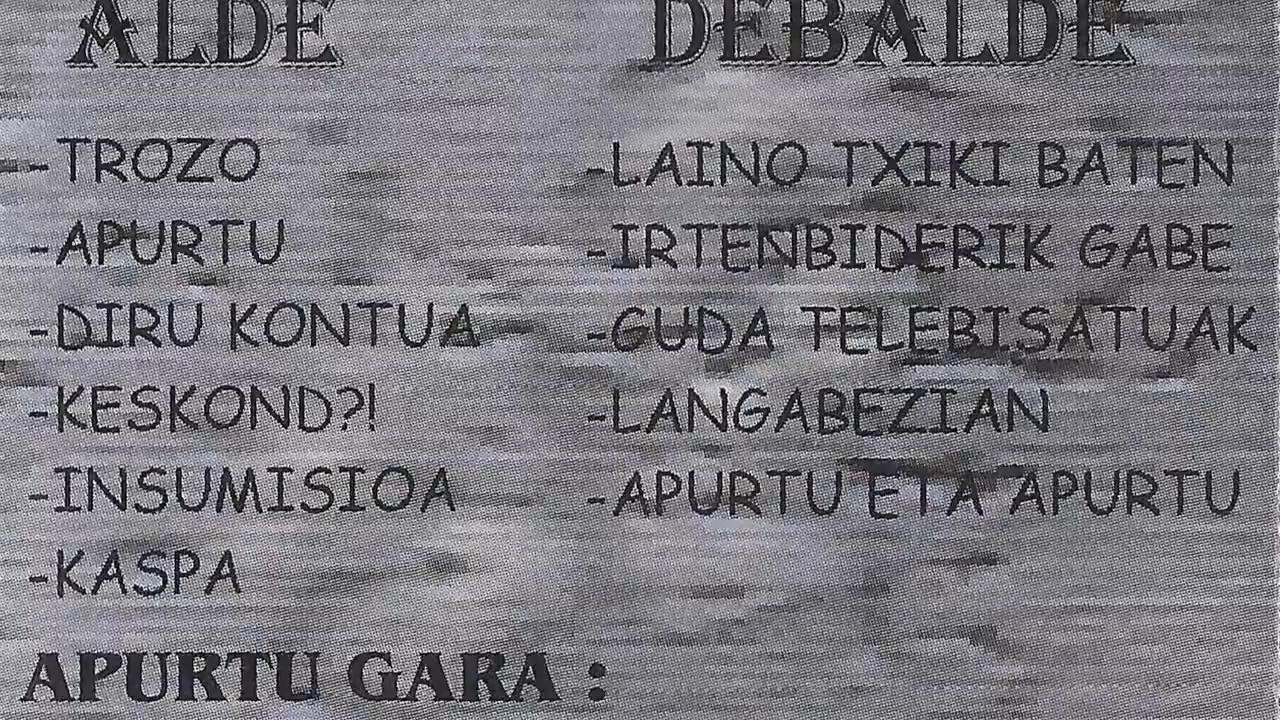 ALDE
-TROZO
-APURTU
-DIRU KONTUA
-KESKOND?!
-INSUMISIOA
-KASPA
DEBALDE
-LAINO TXIKI BATEN
-IRTENBIDERIK GABE
-GUDA TELEBISATUAK
-LANGABEZIAN
-APURTU ETA APURTU
APURTU GARA :